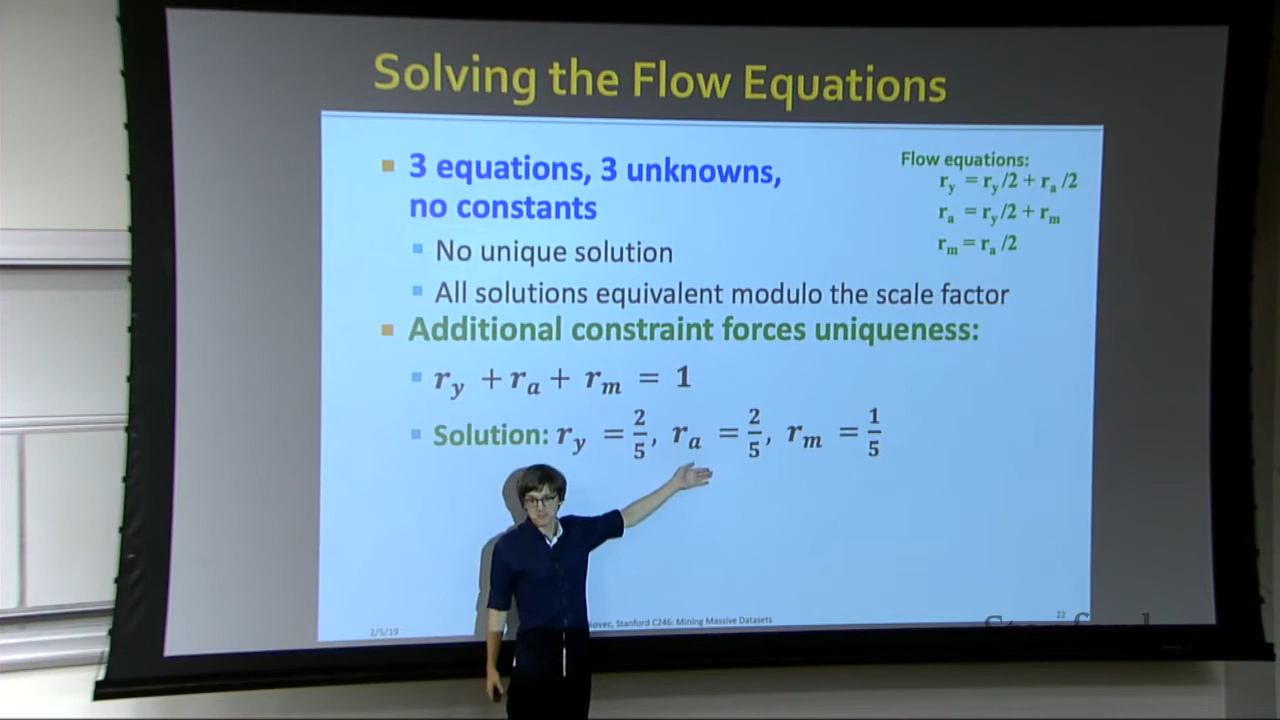 Solving the Flow Equations
3 equations, 3 unknowns,
no constants
No unique solution
All solutions equivalent modulo the scale factor
Additional constraint forces uniqueness:
r_y + r_a + r_m = 1
Solution: r_y = 2/5, r_a = 2/5, r_m = 1/5
Flow equations:
r_y = r_y/2 + r_a/2
r_a = r_y/2 + r_m
r_m = r_a/2
2/5/19
Stanford C246: Mining Massive Datasets
22